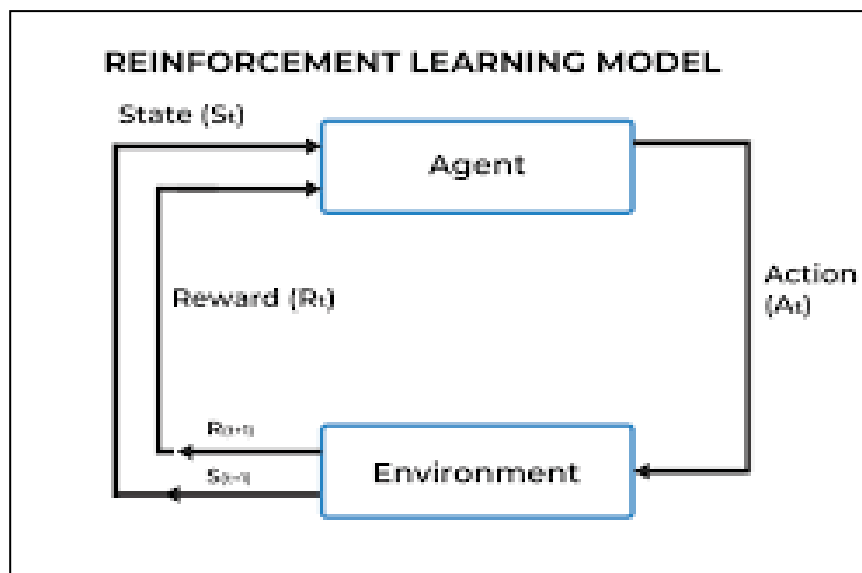 REINFORCEMENT LEARNING MODEL
State (St)
Agent
Reward (Rt)
Action
(At)
Environment